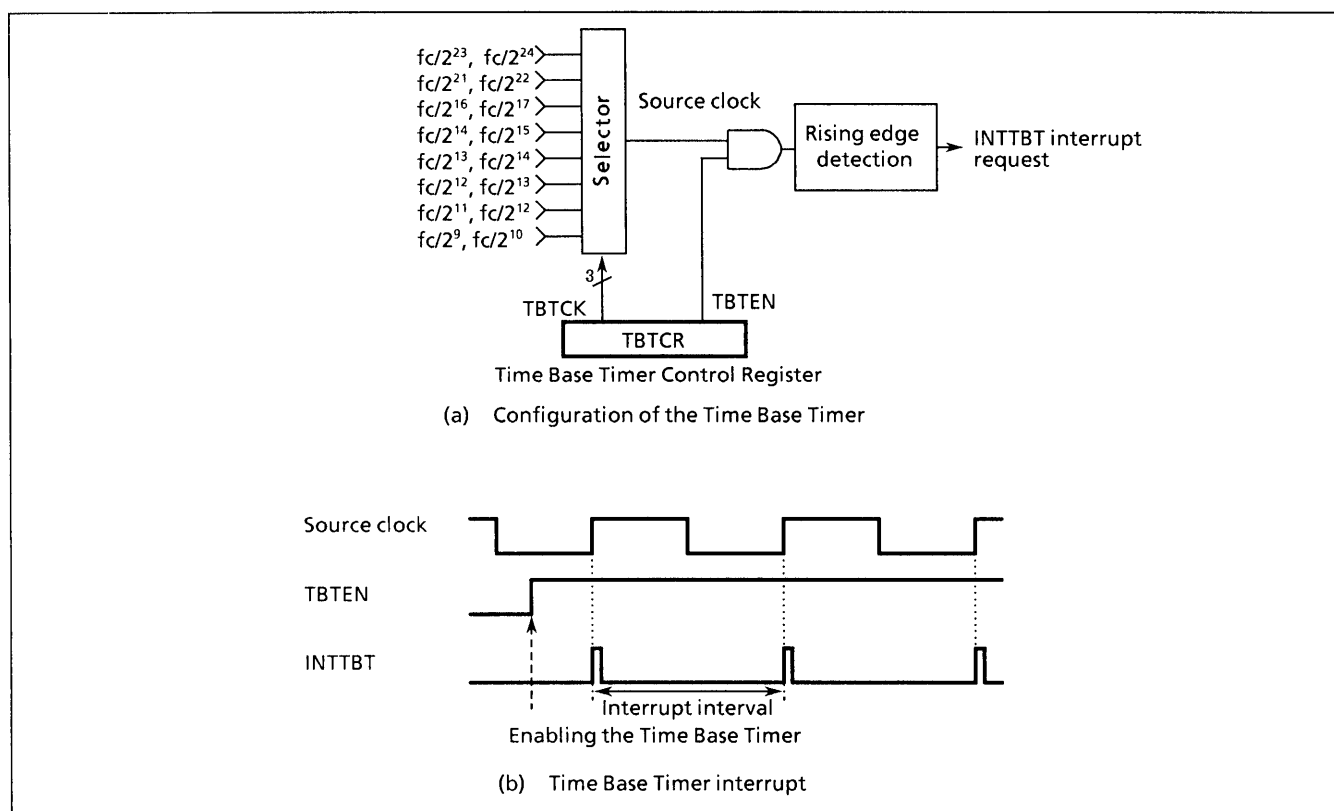 fc/2²³, fc/2²⁴
fc/2²¹, fc/2²²
fc/2¹⁶, fc/2¹⁷
fc/2¹⁴, fc/2¹⁵
fc/2¹³, fc/2¹⁴
fc/2¹², fc/2¹³
fc/2¹¹, fc/2¹²
fc/2⁹, fc/2¹⁰
Selector
Source clock
Rising edge
detection
INTTBT interrupt
request
3
TBTCK
TBTEN
TBTCR
Time Base Timer Control Register
(a) Configuration of the Time Base Timer
Source clock
TBTEN
INTTBT
Interrupt interval
Enabling the Time Base Timer
(b) Time Base Timer interrupt